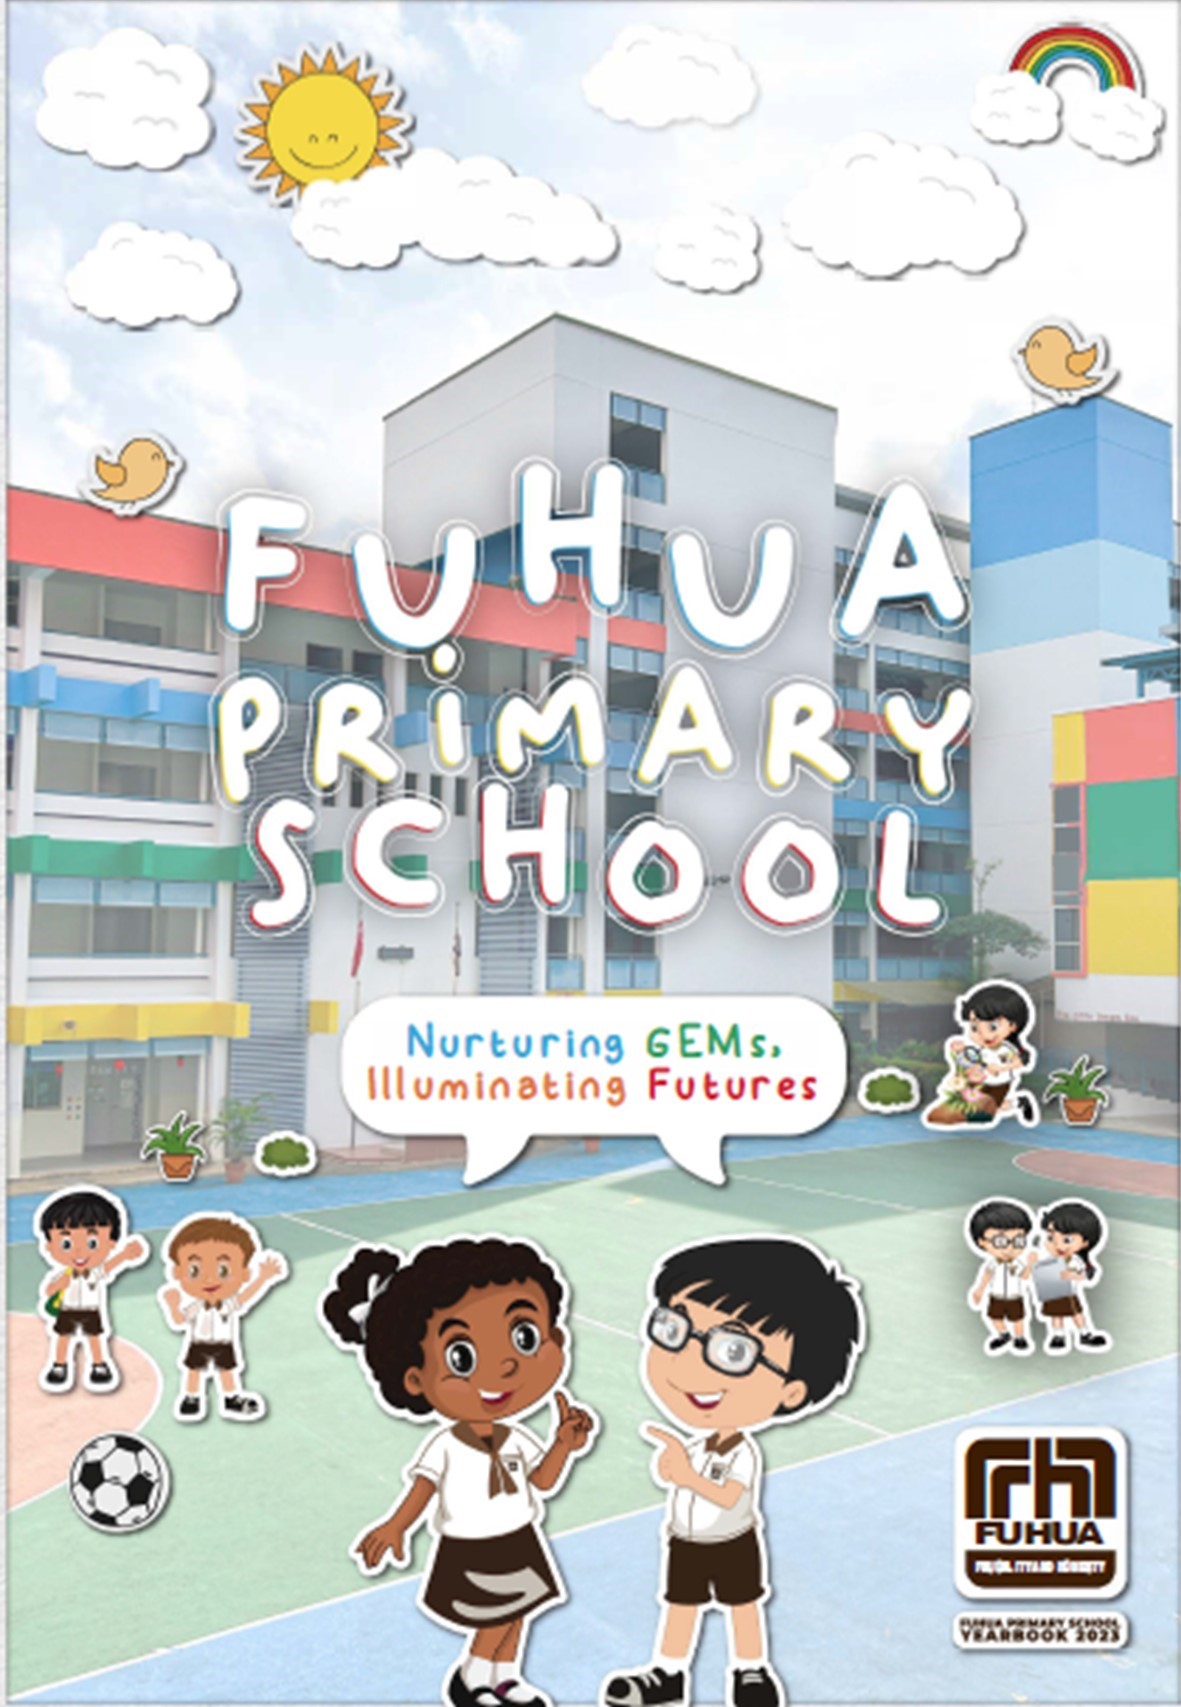 FUHUA
PRiMARY
SCHOOL
Nurturing GEMs,
Illuminating Futures
FUHUA
FUHUA PRIMARY SCHOOL
YEARBOOK 2023